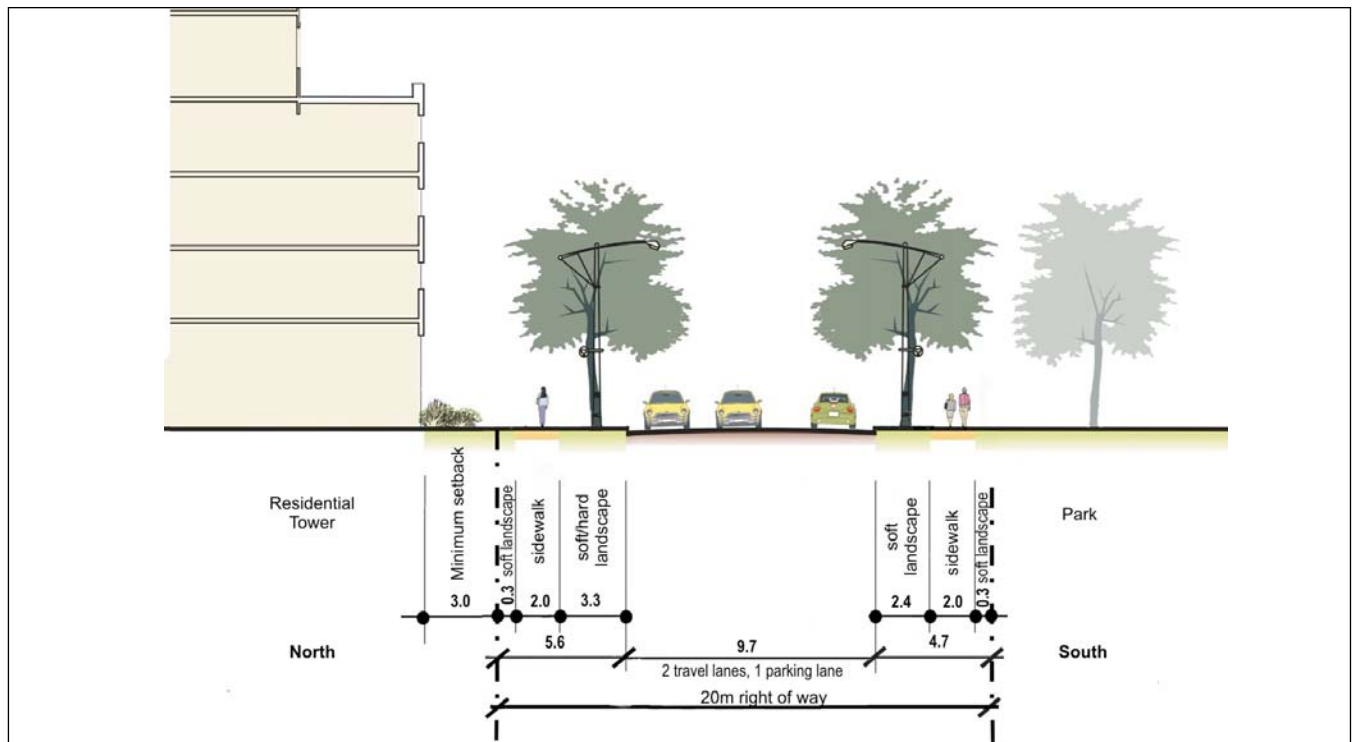 Residential
Tower
Minimum setback
soft landscape
sidewalk
soft/hard
landscape
soft
landscape
sidewalk
soft landscape
Park
3.0
0.3
2.0
3.3
2.4
2.0
0.3
North
5.6
9.7
4.7
South
2 travel lanes, 1 parking lane
20m right of way